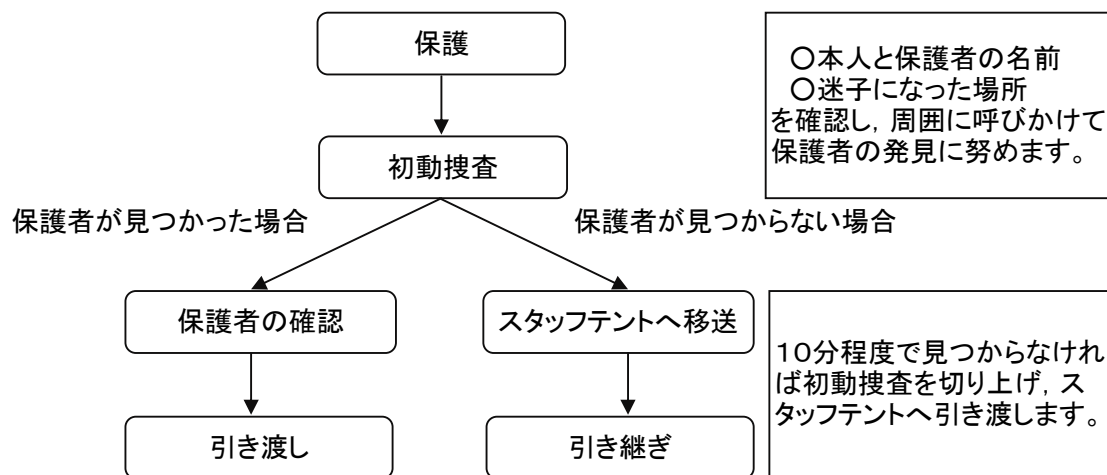 保護
○本人と保護者の名前
○迷子になった場所
を確認し，周囲に呼びかけて
保護者の発見に努めます。
初動捜査
保護者が見つかった場合
保護者が見つからない場合
保護者の確認
スタッフテントへ移送
10分程度で見つからなけれ
ば初動捜査を切り上げ，ス
タッフテントへ引き渡します。
引き渡し
引き継ぎ